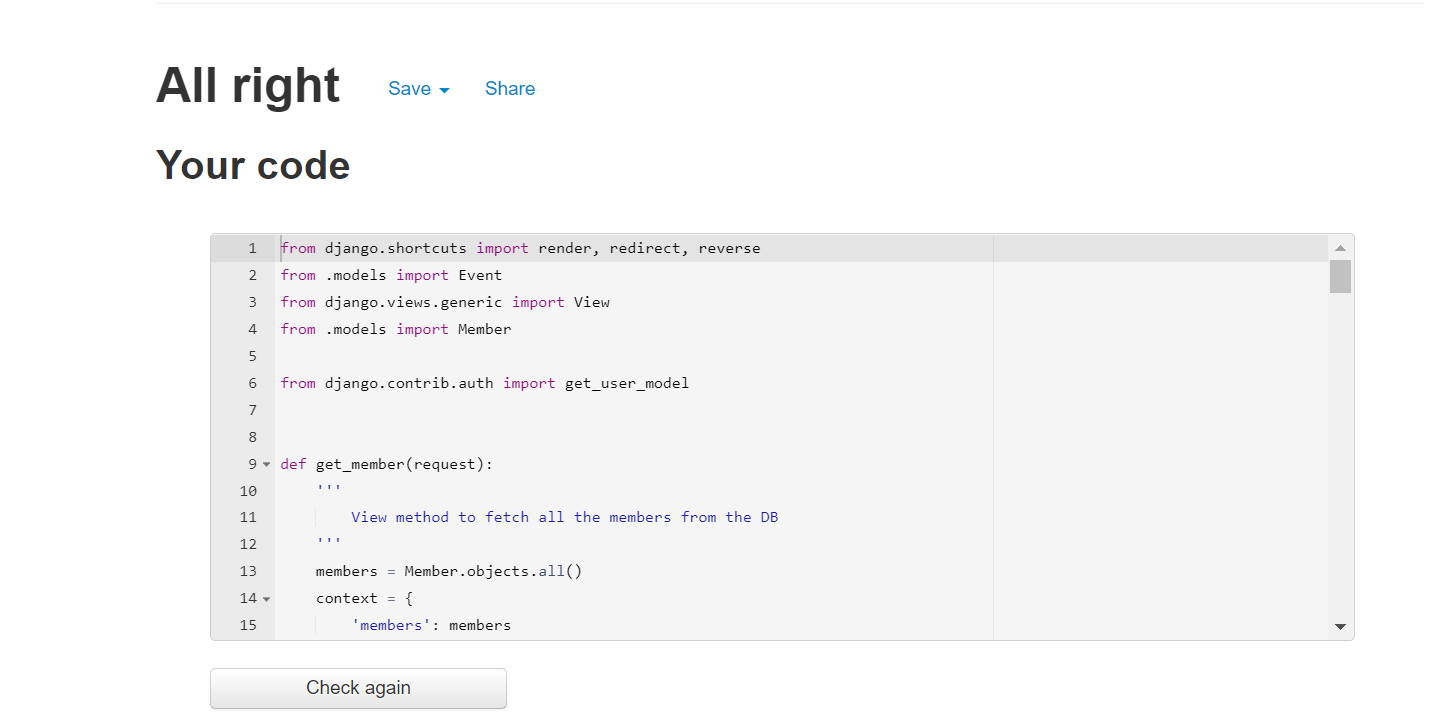 All right
Save
Share
Your code
1 from django.shortcuts import render, redirect, reverse
2 from .models import Event
3 from django.views.generic import View
4 from .models import Member
5
6 from django.contrib.auth import get_user_model
7
8
9 def get_member(request):
10     '''
11         View method to fetch all the members from the DB
12     '''
13     members = Member.objects.all()
14     context = {
15         'members': members
Check again